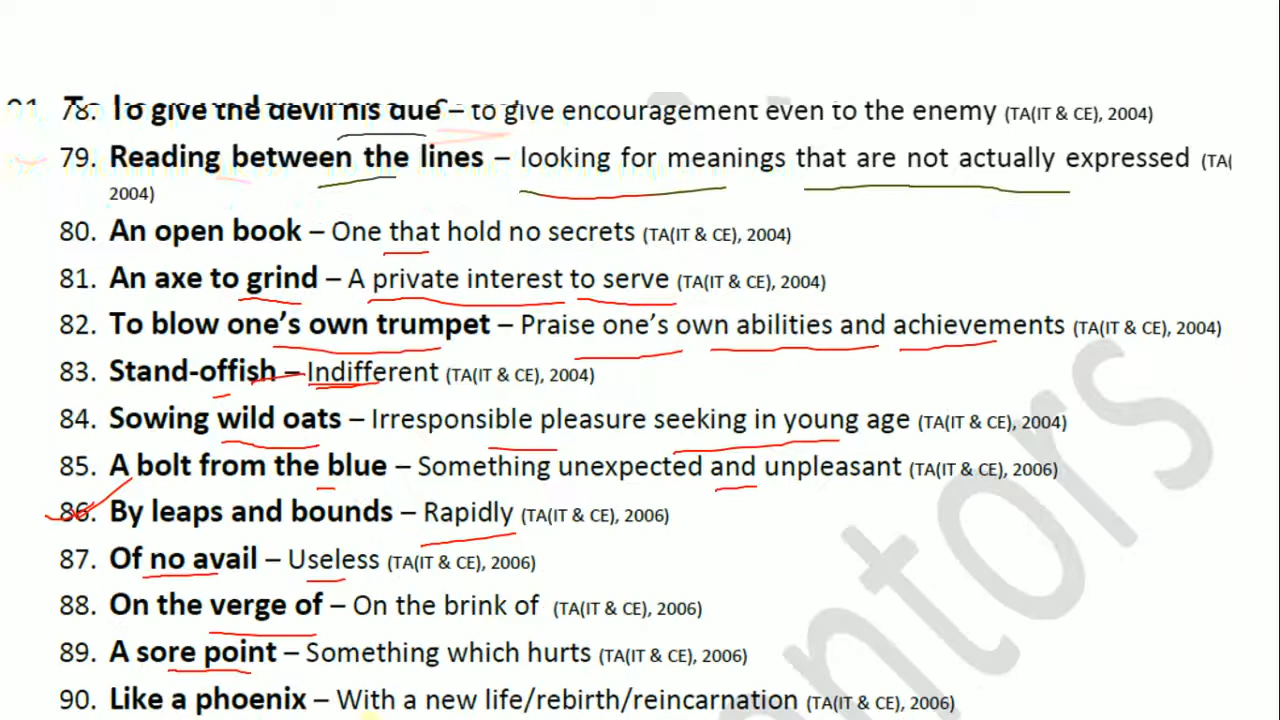 78. To give the devil his due – to give encouragement even to the enemy (TA(IT & CE), 2004)
79. Reading between the lines – looking for meanings that are not actually expressed (TA(
2004)
80. An open book – One that hold no secrets (TA(IT & CE), 2004)
81. An axe to grind – A private interest to serve (TA(IT & CE), 2004)
82. To blow one’s own trumpet – Praise one’s own abilities and achievements (TA(IT & CE), 2004)
83. Stand-offish – Indifferent (TA(IT & CE), 2004)
84. Sowing wild oats – Irresponsible pleasure seeking in young age (TA(IT & CE), 2004)
85. A bolt from the blue – Something unexpected and unpleasant (TA(IT & CE), 2006)
86. By leaps and bounds – Rapidly (TA(IT & CE), 2006)
87. Of no avail – Useless (TA(IT & CE), 2006)
88. On the verge of – On the brink of (TA(IT & CE), 2006)
89. A sore point – Something which hurts (TA(IT & CE), 2006)
90. Like a phoenix – With a new life/rebirth/reincarnation (TA(IT & CE), 2006)